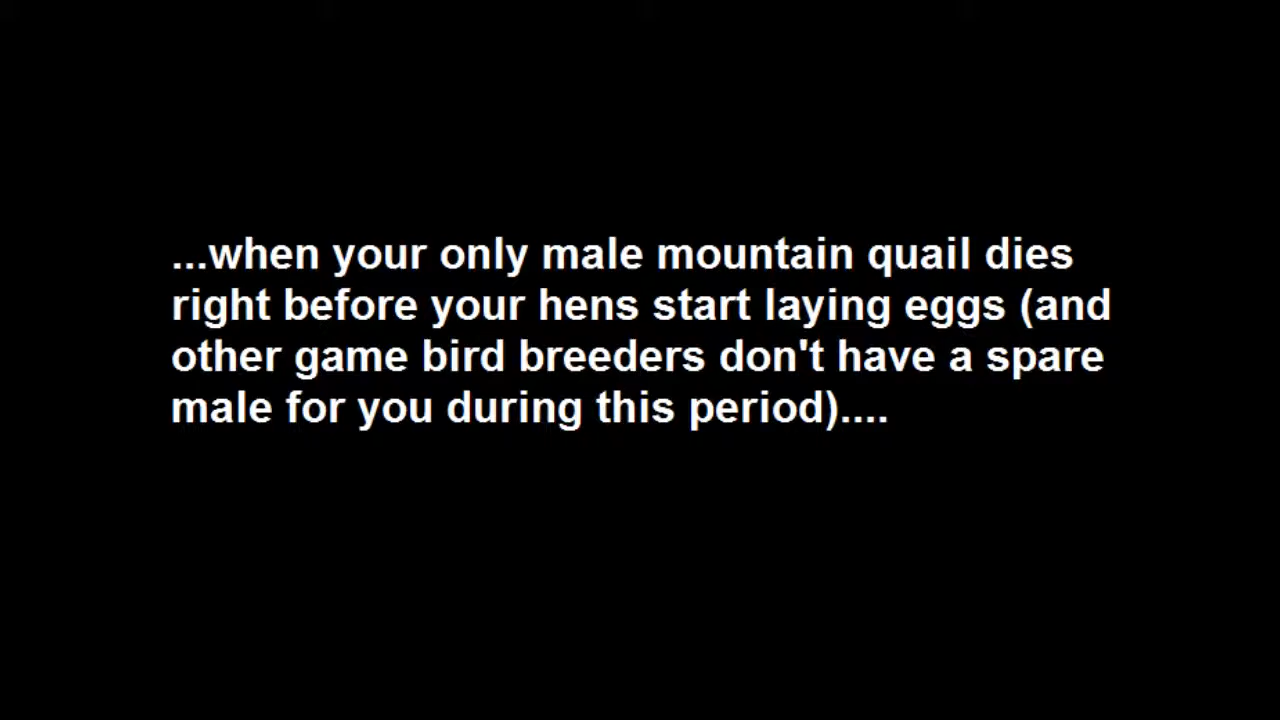 ...when your only male mountain quail dies
right before your hens start laying eggs (and
other game bird breeders don't have a spare
male for you during this period)....